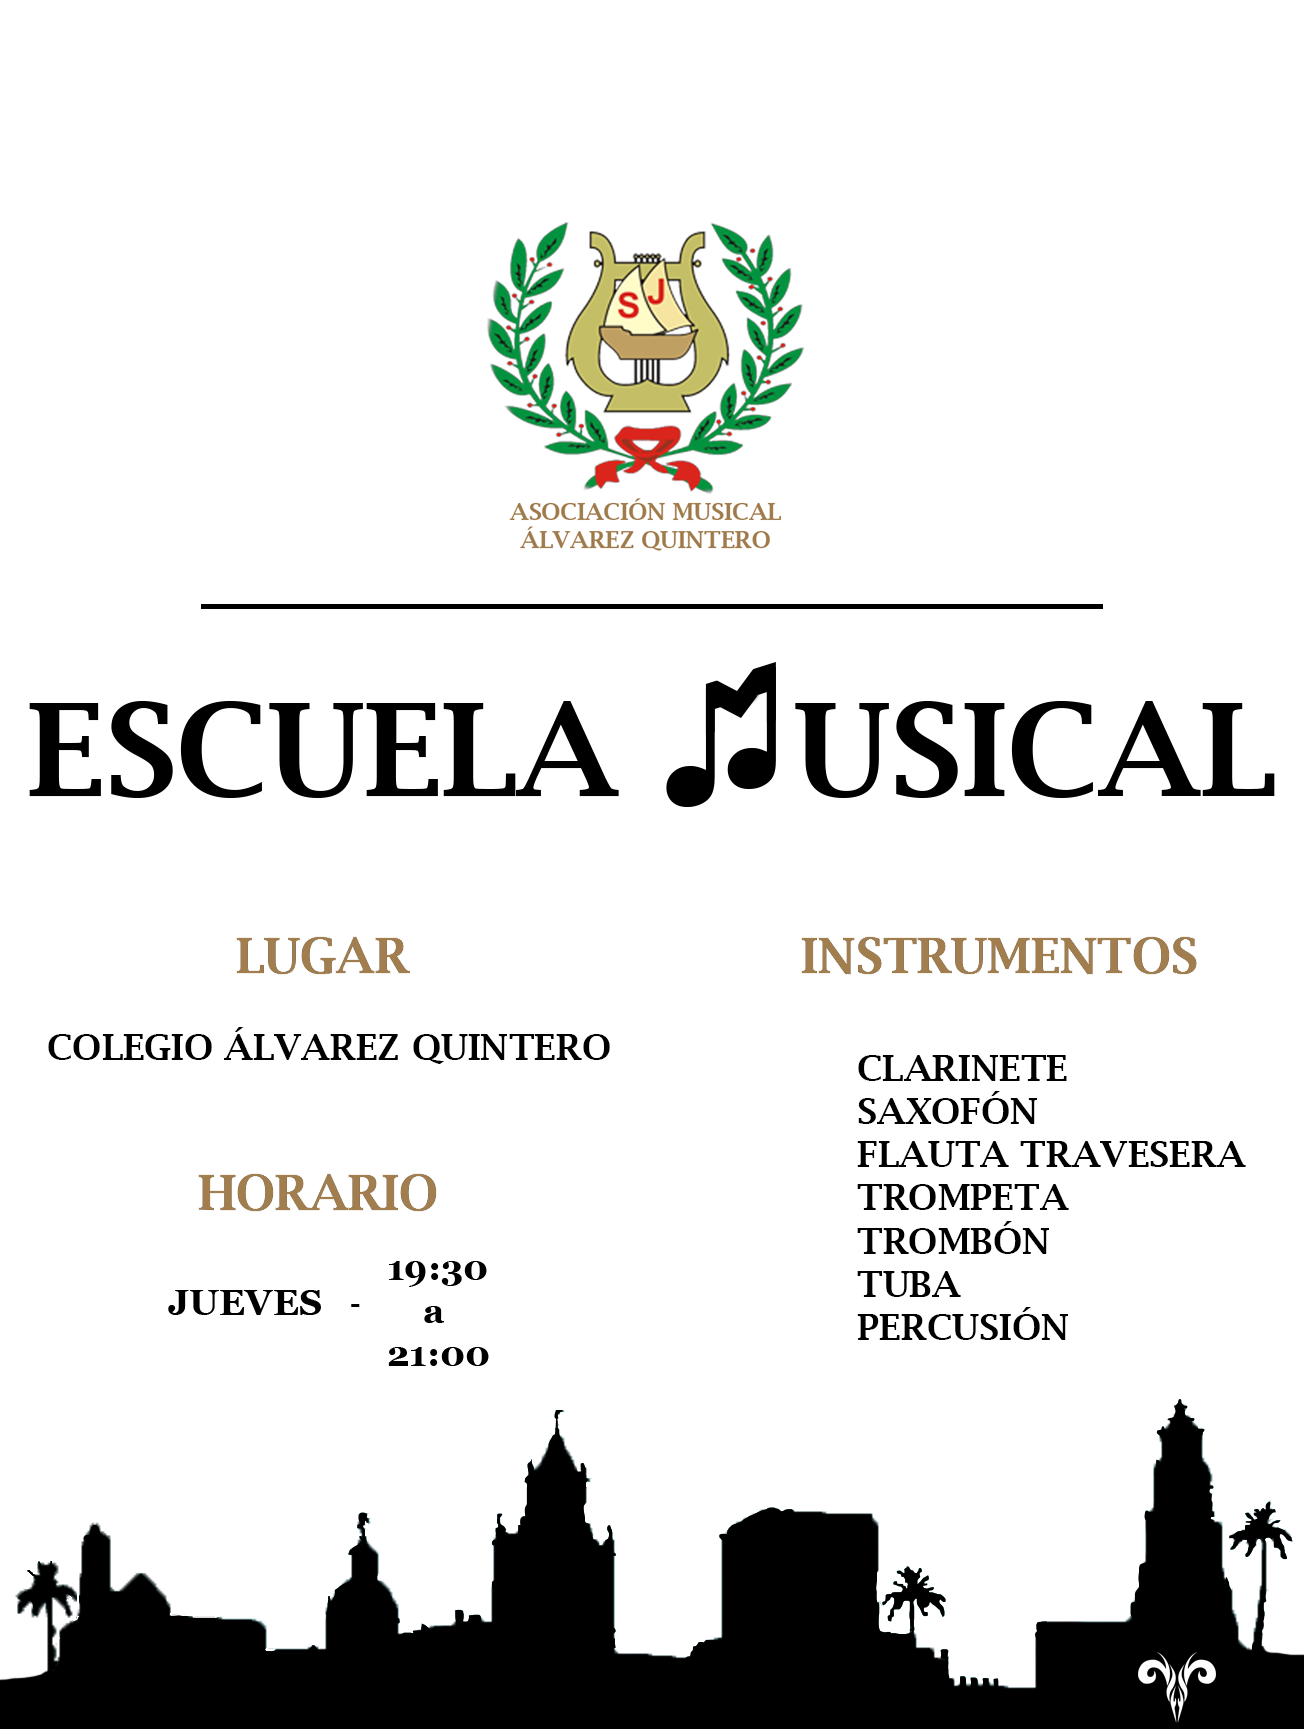 S J
ASOCIACIÓN MUSICAL
ÁLVAREZ QUINTERO
ESCUELA MUSICAL
LUGAR
COLEGIO ÁLVAREZ QUINTERO
HORARIO
JUEVES - 19:30
a
21:00
INSTRUMENTOS
CLARINETE
SAXOFÓN
FLAUTA TRAVESERA
TROMPETA
TROMBÓN
TUBA
PERCUSIÓN